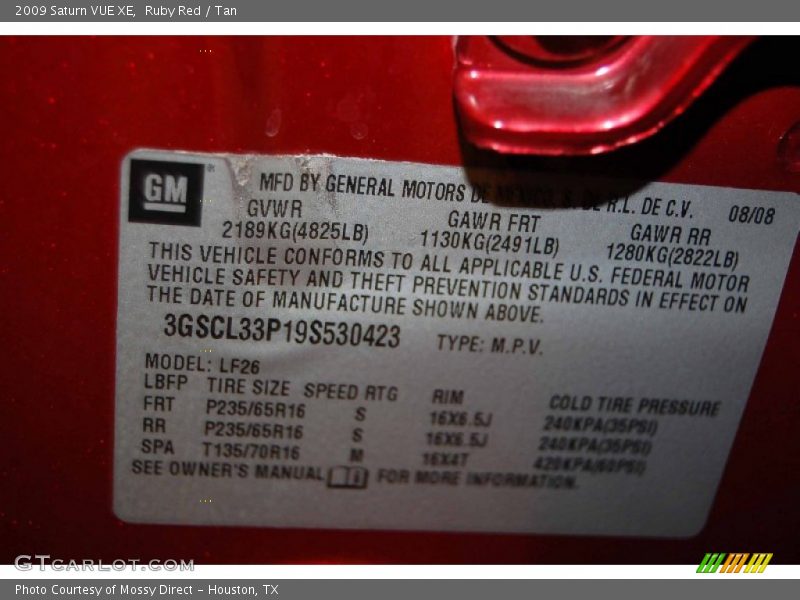 2009 Saturn VUE XE, Ruby Red / Tan
GM
MFD BY GENERAL MOTORS DE MEXICO, S. DE R.L. DE C.V. 08/08
GVWR GAWR FRT GAWR RR
2189KG(4825LB) 1130KG(2491LB) 1280KG(2822LB)
THIS VEHICLE CONFORMS TO ALL APPLICABLE U.S. FEDERAL MOTOR
VEHICLE SAFETY AND THEFT PREVENTION STANDARDS IN EFFECT ON
THE DATE OF MANUFACTURE SHOWN ABOVE.
3GSCL33P19S530423 TYPE: M.P.V.
MODEL: LF26
LBFP TIRE SIZE SPEED RTG RIM COLD TIRE PRESSURE
FRT P235/65R16 S 16X6.5J 240KPA(35PSI)
RR P235/65R16 S 16X6.5J 240KPA(35PSI)
SPA T135/70R16 M 16X4T 420KPA(60PSI)
SEE OWNER'S MANUAL FOR MORE INFORMATION.
GTcarlot.com
Photo Courtesy of Mossy Direct - Houston, TX